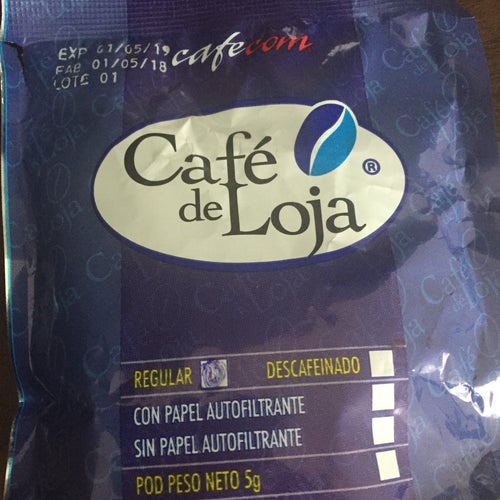 EXP 01/05/19
cafecom
FAB 01/05/18
LOTE 01
Café
de Loja ®
REGULAR DESCAFEINADO
CON PAPEL AUTOFILTRANTE
SIN PAPEL AUTOFILTRANTE
POD PESO NETO 5g